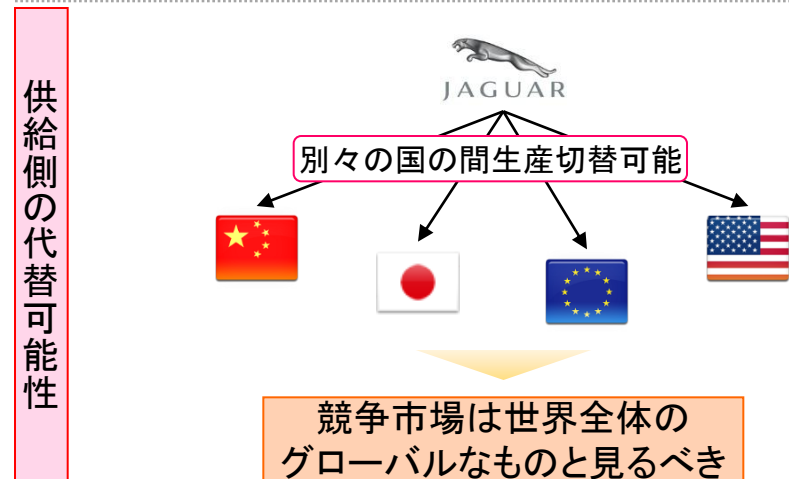 供給側の代替可能性
JAGUAR
別々の国の間生産切替可能
競争市場は世界全体の
グローバルなものと見るべき